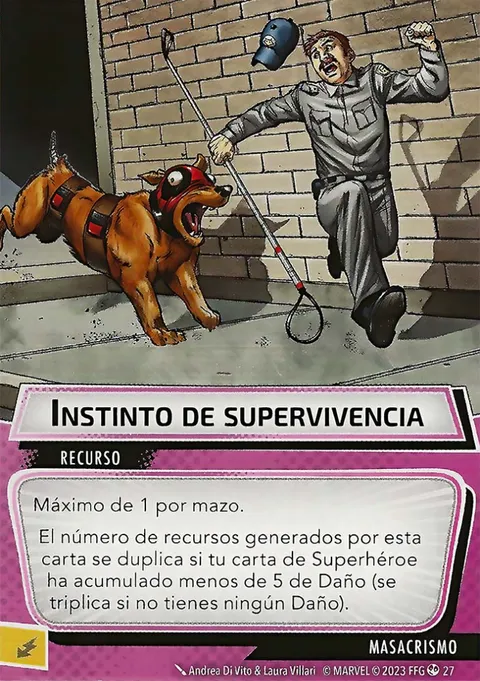 INSTINTO DE SUPERVIVENCIA
RECURSO
Máximo de 1 por mazo.
El número de recursos generados por esta
carta se duplica si tu carta de Superhéroe
ha acumulado menos de 5 de Daño (se
triplica si no tienes ningún Daño).
MASACRISMO
Andrea Di Vito & Laura Villari © MARVEL © 2023 FFG 27